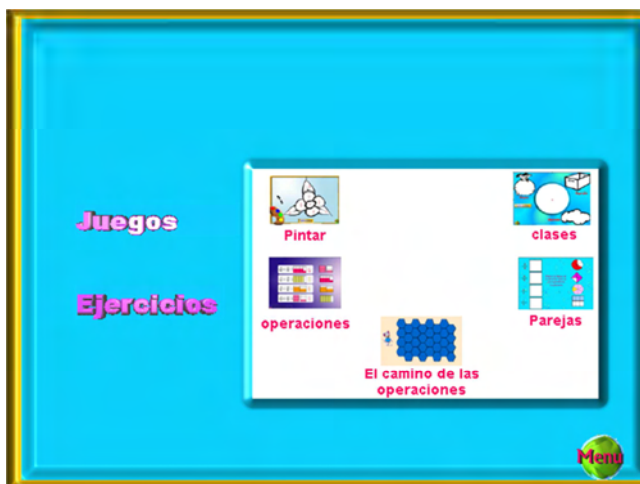 Juegos
Ejercicios
Pintar
clases
operaciones
Parejas
El camino de las
operaciones
Menú